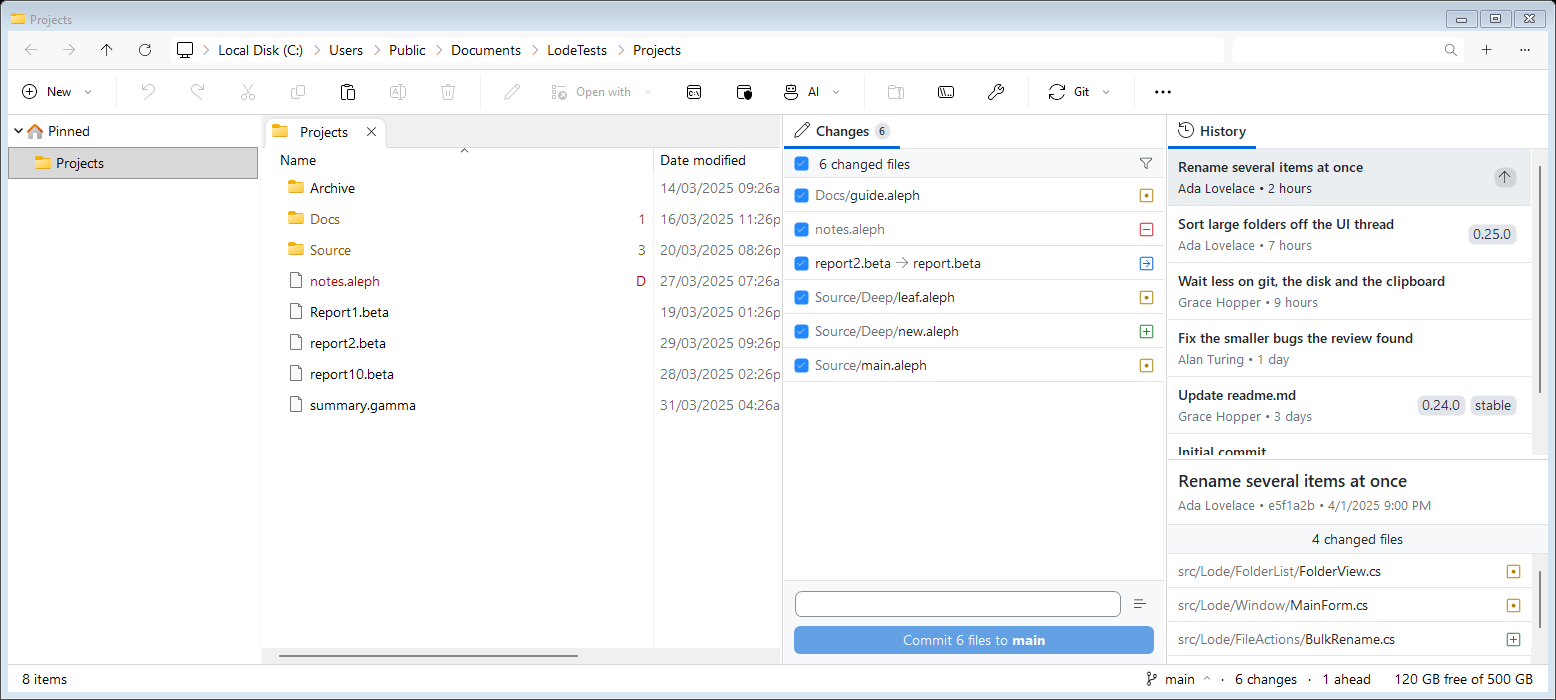 Projects
Local Disk (C:) Users Public Documents LodeTests Projects
New Open with AI Git
Pinned
Projects
Projects
Name Date modified
Archive 14/03/2025 09:26a
Docs 1 16/03/2025 11:26p
Source 3 20/03/2025 08:26p
notes.aleph D 27/03/2025 07:26a
Report1.beta 19/03/2025 01:26p
report2.beta 29/03/2025 09:26p
report10.beta 28/03/2025 02:26p
summary.gamma 31/03/2025 04:26a
Changes 6
6 changed files
Docs/guide.aleph
notes.aleph
report2.beta → report.beta
Source/Deep/leaf.aleph
Source/Deep/new.aleph
Source/main.aleph
Commit 6 files to main
History
Rename several items at once
Ada Lovelace • 2 hours
Sort large folders off the UI thread
Ada Lovelace • 7 hours
0.25.0
Wait less on git, the disk and the clipboard
Grace Hopper • 9 hours
Fix the smaller bugs the review found
Alan Turing • 1 day
Update readme.md
Grace Hopper • 3 days
0.24.0 stable
Initial commit
Rename several items at once
Ada Lovelace • e5f1a2b • 4/1/2025 9:00 PM
4 changed files
src/Lode/FolderList/FolderView.cs
src/Lode/Window/MainForm.cs
src/Lode/FileActions/BulkRename.cs
8 items main · 6 changes · 1 ahead 120 GB free of 500 GB